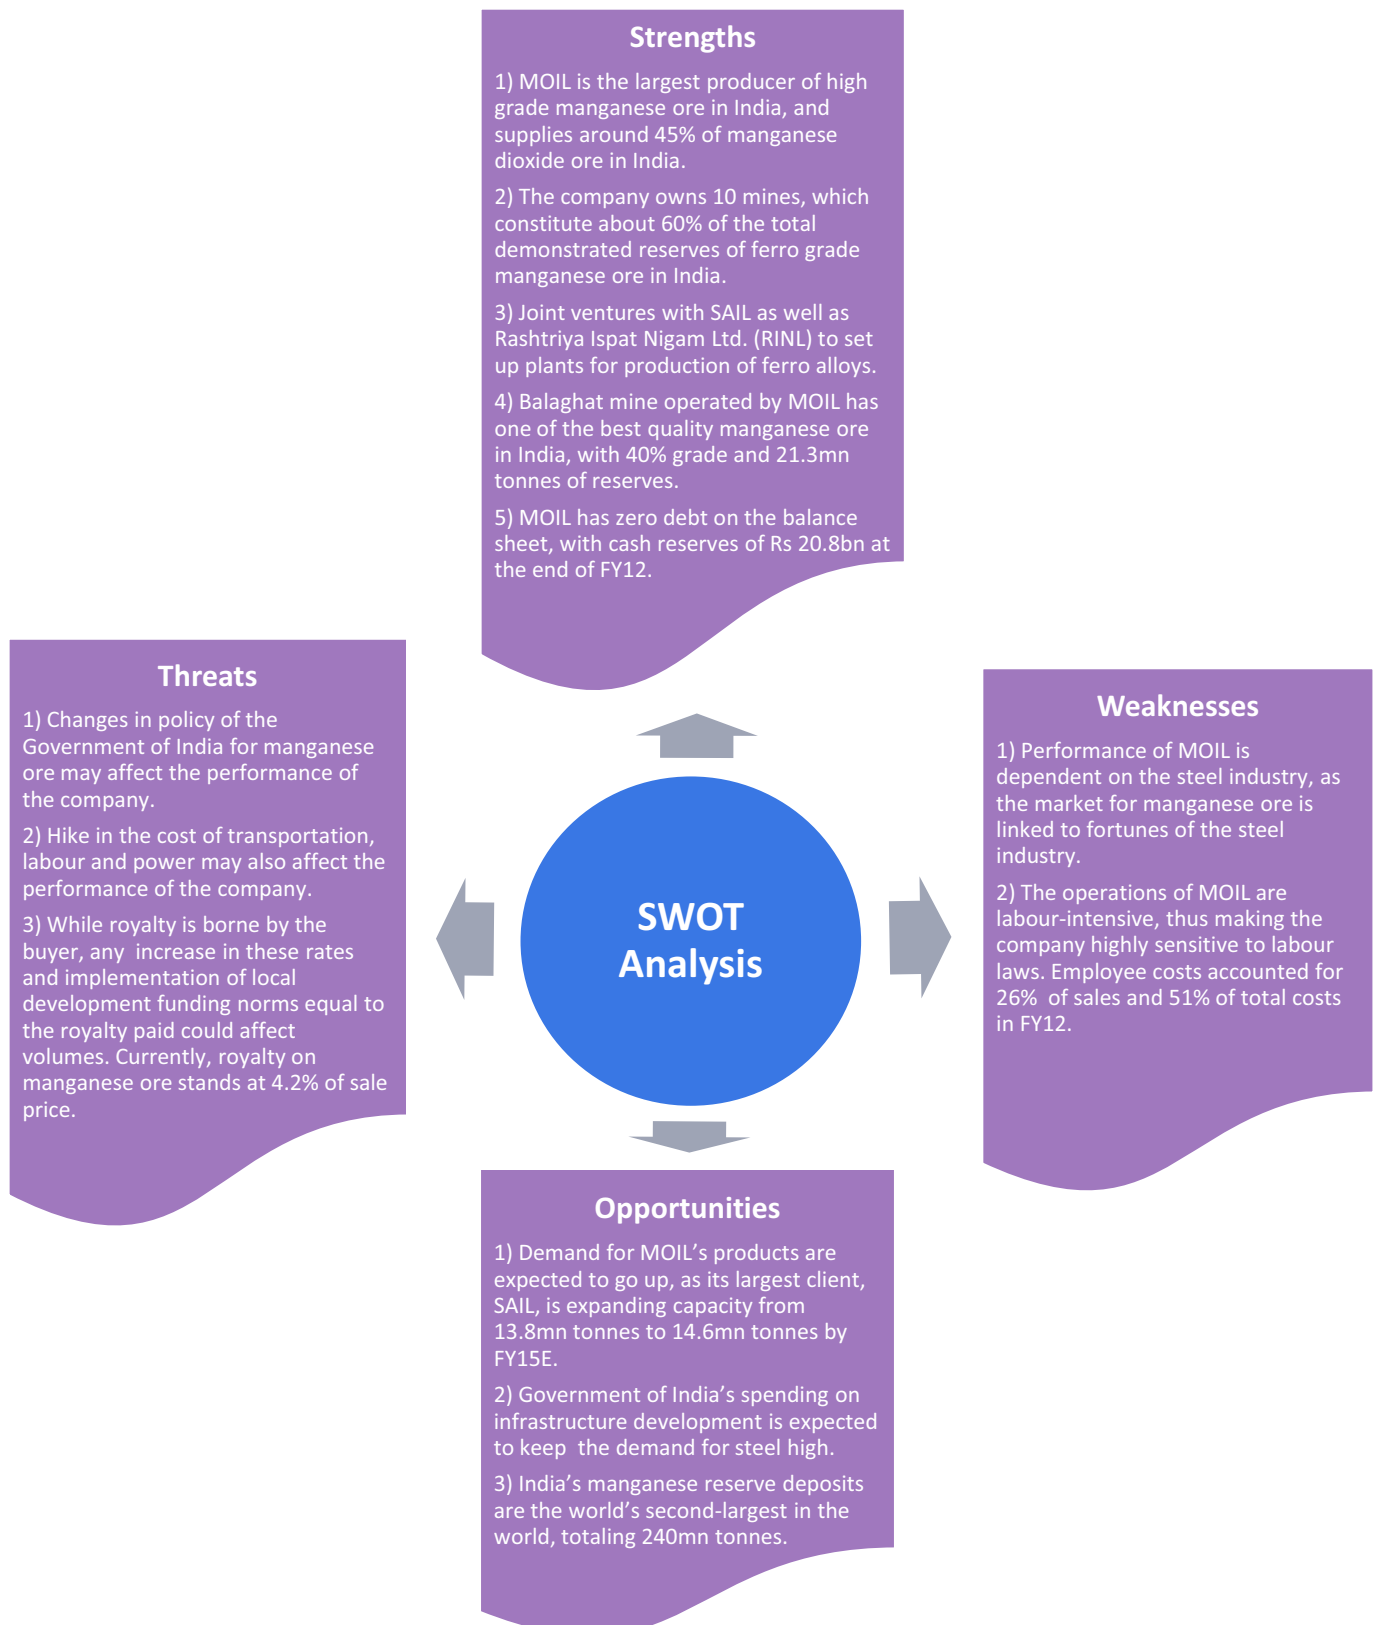 Strengths
1) MOIL is the largest producer of high
grade manganese ore in India, and
supplies around 45% of manganese
dioxide ore in India.
2) The company owns 10 mines, which
constitute about 60% of the total
demonstrated reserves of ferro grade
manganese ore in India.
3) Joint ventures with SAIL as well as
Rashtriya Ispat Nigam Ltd. (RINL) to set
up plants for production of ferro alloys.
4) Balaghat mine operated by MOIL has
one of the best quality manganese ore
in India, with 40% grade and 21.3mn
tonnes of reserves.
5) MOIL has zero debt on the balance
sheet, with cash reserves of Rs 20.8bn at
the end of FY12.
Threats
1) Changes in policy of the
Government of India for manganese
ore may affect the performance of
the company.
2) Hike in the cost of transportation,
labour and power may also affect the
performance of the company.
3) While royalty is borne by the
buyer, any  increase in these rates
and implementation of local
development funding norms equal to
the royalty paid could affect
volumes. Currently, royalty on
manganese ore stands at 4.2% of sale
price.
SWOT
Analysis
Weaknesses
1) Performance of MOIL is
dependent on the steel industry, as
the market for manganese ore is
linked to fortunes of the steel
industry.
2) The operations of MOIL are
labour-intensive, thus making the
company highly sensitive to labour
laws. Employee costs accounted for
26%  of sales and 51% of total costs
in FY12.
Opportunities
1) Demand for MOIL’s products are
expected to go up, as its largest client,
SAIL, is expanding capacity from
13.8mn tonnes to 14.6mn tonnes by
FY15E.
2) Government of India’s spending on
infrastructure development is expected
to keep  the demand for steel high.
3) India’s manganese reserve deposits
are the world’s second-largest in the
world, totaling 240mn tonnes.